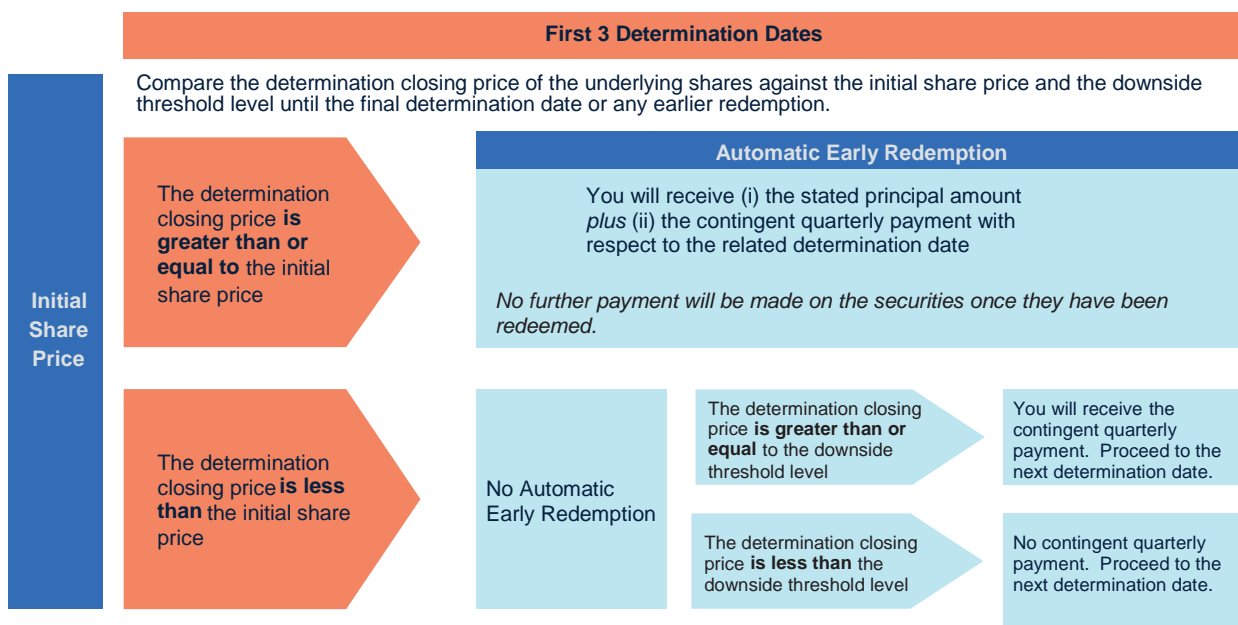 First 3 Determination Dates
Compare the determination closing price of the underlying shares against the initial share price and the downside
threshold level until the final determination date or any earlier redemption.
Initial
Share
Price
The determination
closing price is
greater than or
equal to the initial
share price
Automatic Early Redemption
You will receive (i) the stated principal amount
plus (ii) the contingent quarterly payment with
respect to the related determination date
No further payment will be made on the securities once they have been
redeemed.
The determination
closing price is less
than the initial share
price
No Automatic
Early Redemption
The determination closing
price is greater than or
equal to the downside
threshold level
You will receive the
contingent quarterly
payment. Proceed to the
next determination date.
The determination closing
price is less than the
downside threshold level
No contingent quarterly
payment. Proceed to the
next determination date.